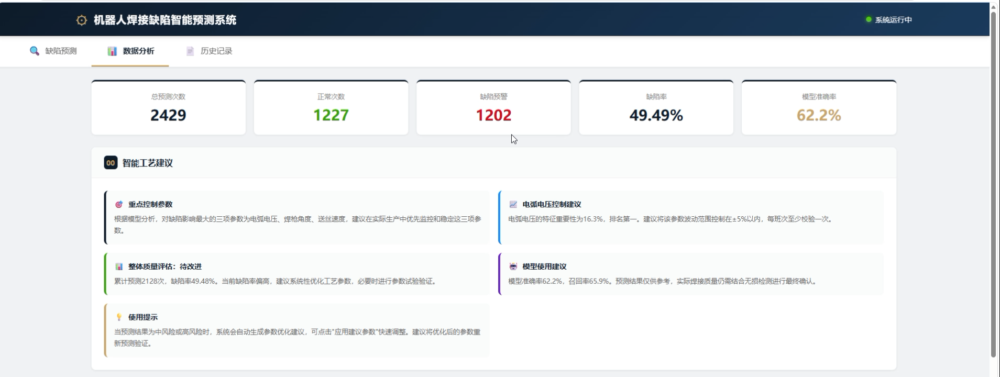 机器人焊接缺陷智能预测系统
系统运行中
缺陷预测
数据分析
历史记录
总预测次数
2429
正常次数
1227
缺陷预警
1202
缺陷率
49.49%
模型准确率
62.2%
00 智能工艺建议
重点控制参数
根据模型分析，对缺陷影响最大的三项参数为电弧电压、焊枪角度、送丝速度，建议在实际生产中优先监控和稳定这三项参
数。
电弧电压控制建议
电弧电压的特征重要性为16.3%，排名第一。建议将该参数波动范围控制在±5%以内，每班次至少校验一次。
整体质量评估：待改进
累计预测2128次，缺陷率49.48%。当前缺陷率偏高，建议系统性优化工艺参数，必要时进行参数试验验证。
模型使用建议
模型准确率62.2%，召回率65.9%。预测结果仅供参考，实际焊接质量仍需结合无损检测进行最终确认。
使用提示
当预测结果为中风险或高风险时，系统会自动生成参数优化建议，可点击"应用建议参数"快速调整。建议将优化后的参数重
新预测验证。